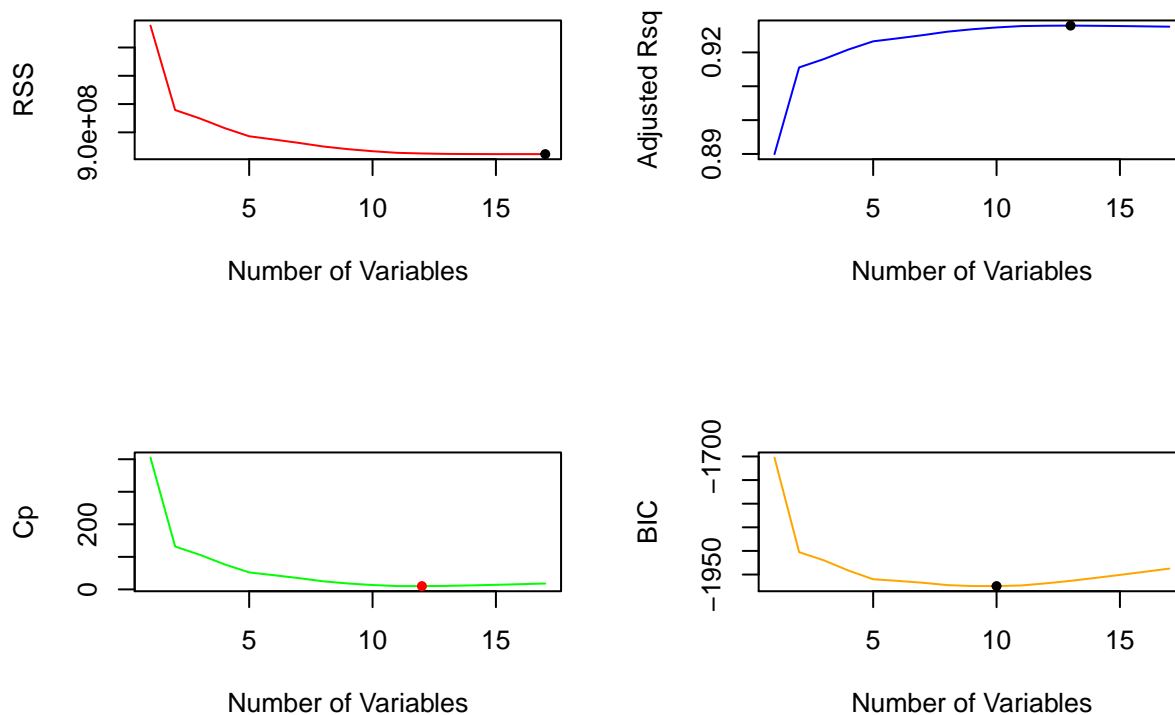 RSS
9.0e+08
5 10 15
Number of Variables
Adjusted Rsq
0.89 0.92
5 10 15
Number of Variables
Cp
0 200
5 10 15
Number of Variables
BIC
−1950 −1700
5 10 15
Number of Variables